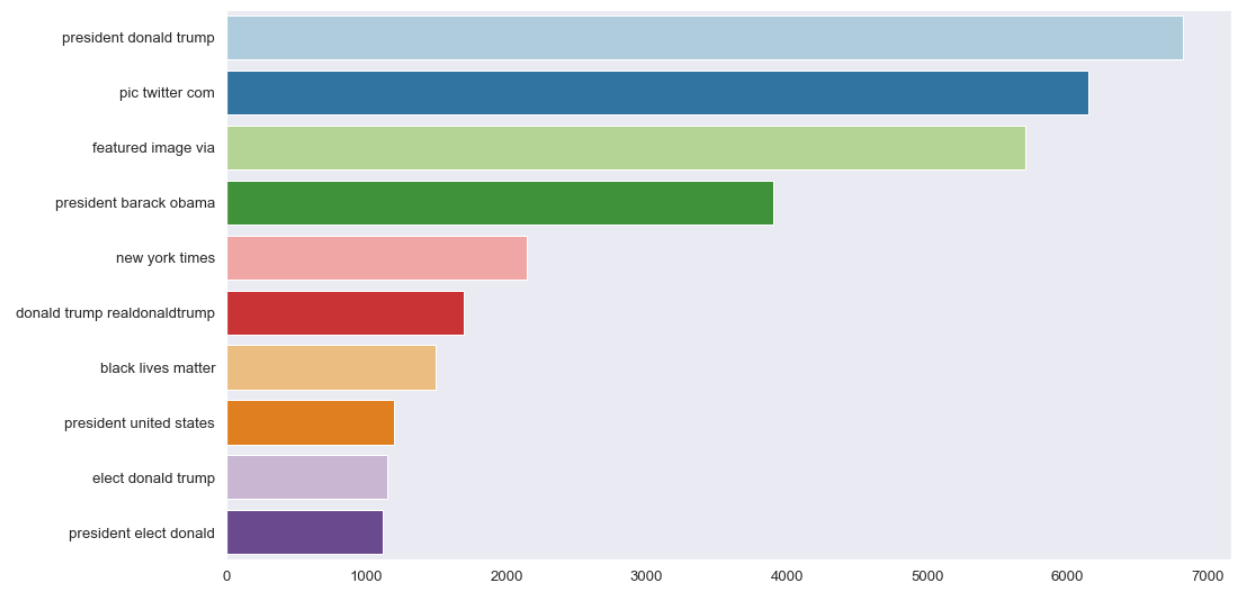 president donald trump
pic twitter com
featured image via
president barack obama
new york times
donald trump realdonaldtrump
black lives matter
president united states
elect donald trump
president elect donald
0 1000 2000 3000 4000 5000 6000 7000